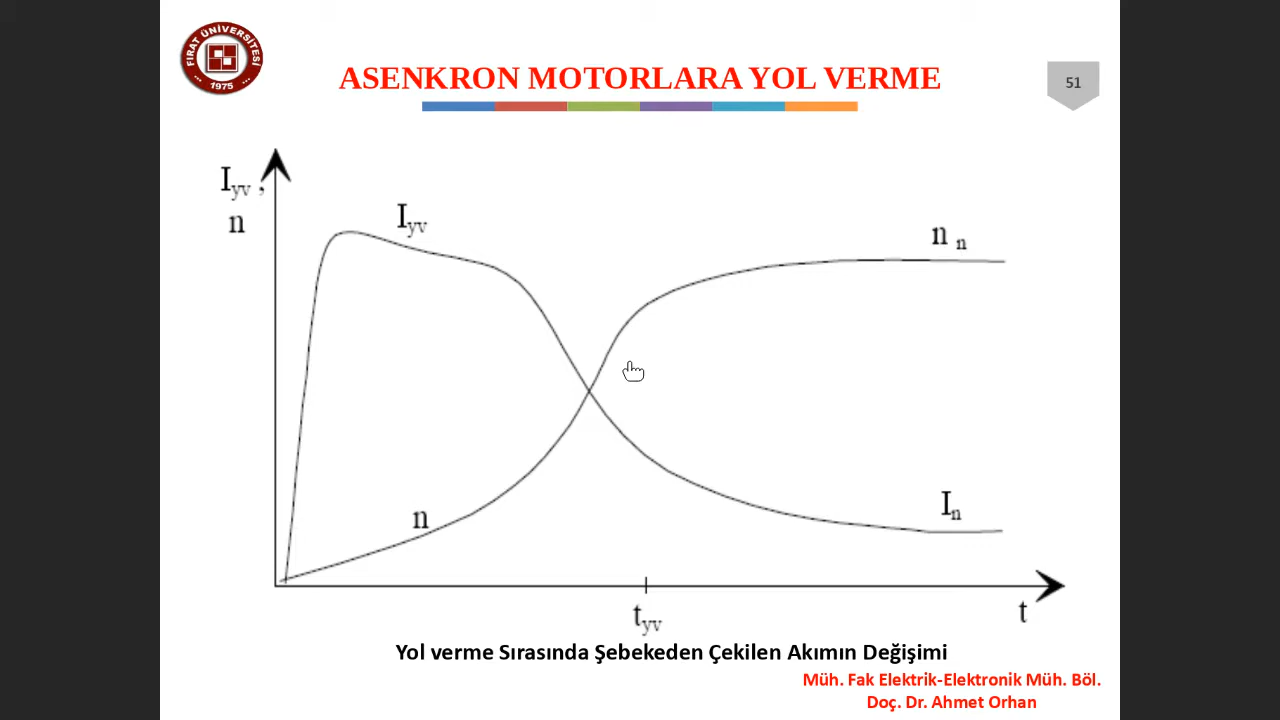 FIRAT ÜNİVERSİTESİ
1975
ASENKRON MOTORLARA YOL VERME
51
Iyv ,
n
Iyv
n n
n
In
tyv
t
Yol verme Sırasında Şebekeden Çekilen Akımın Değişimi
Müh. Fak Elektrik-Elektronik Müh. Böl.
Doç. Dr. Ahmet Orhan